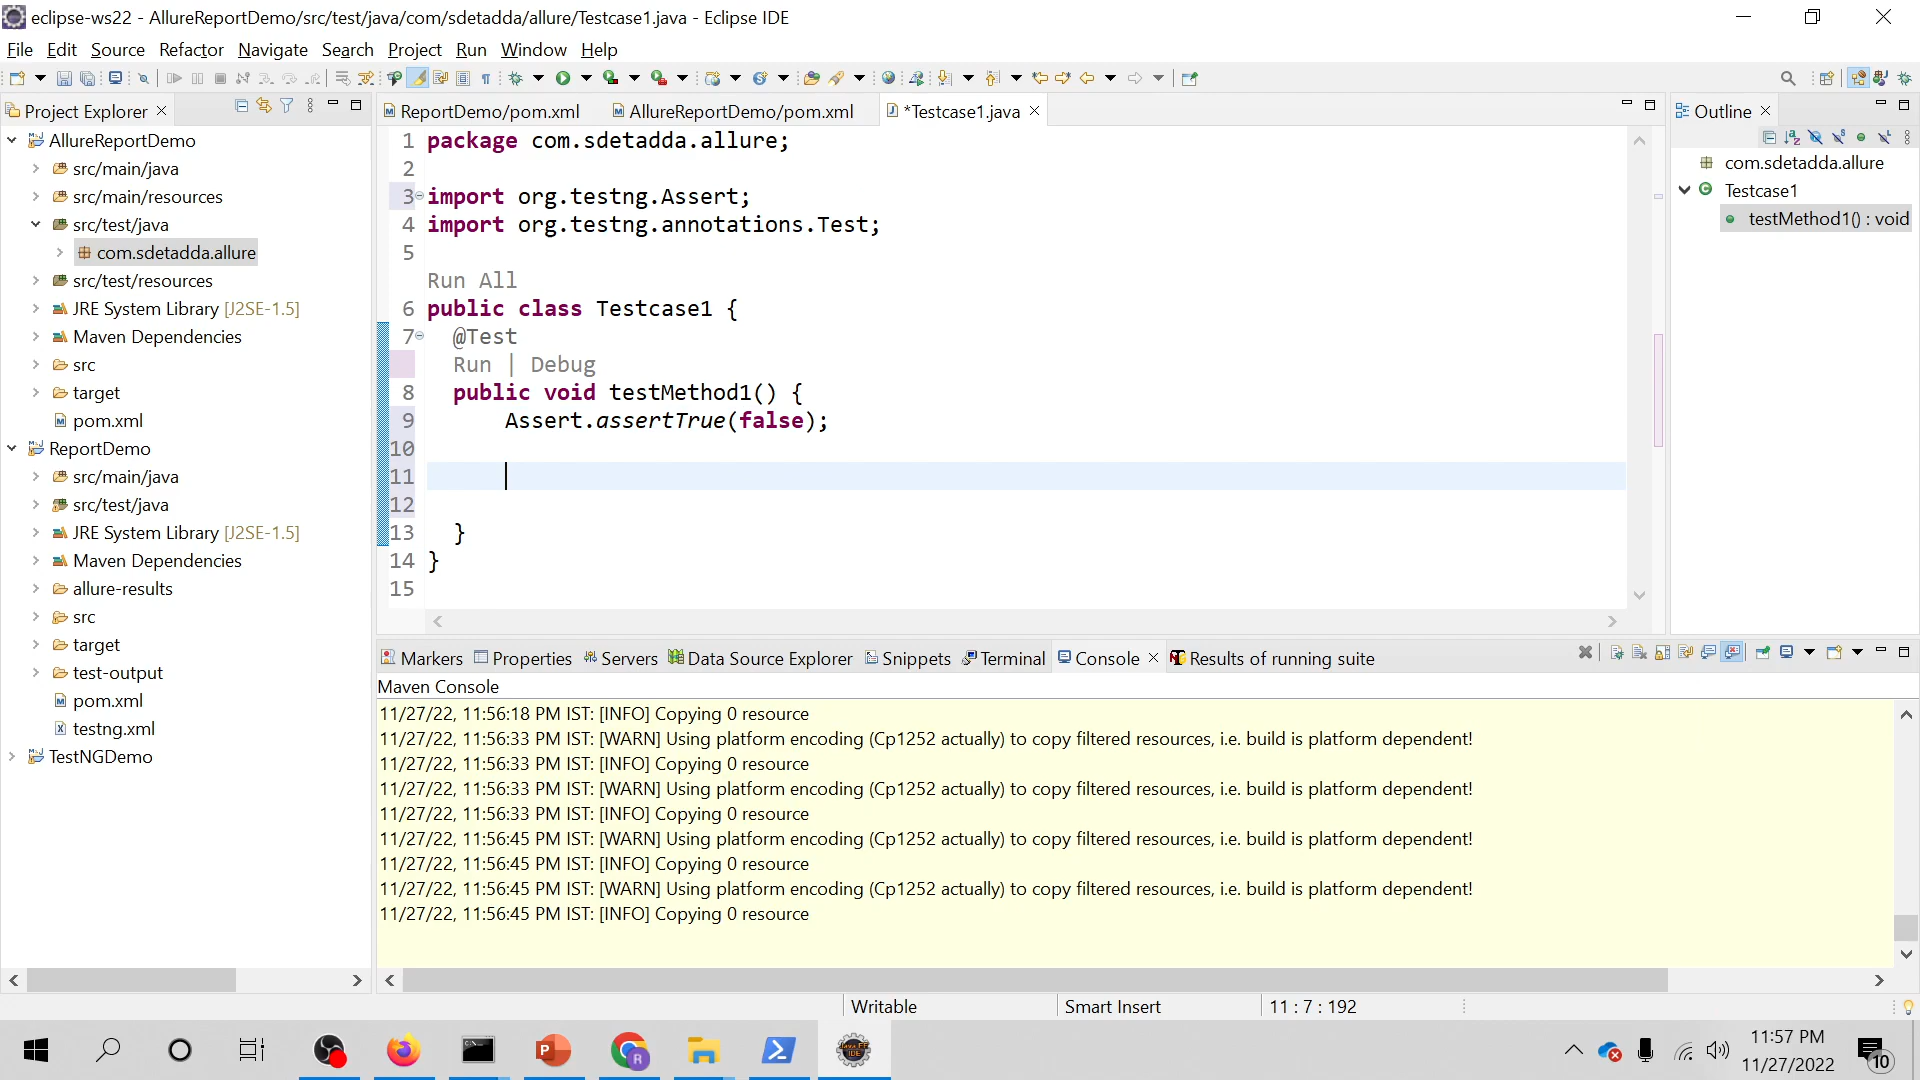 eclipse-ws22 - AllureReportDemo/src/test/java/com/sdetadda/allure/Testcase1.java - Eclipse IDE
File Edit Source Refactor Navigate Search Project Run Window Help
Project Explorer
AllureReportDemo
src/main/java
src/main/resources
src/test/java
com.sdetadda.allure
src/test/resources
JRE System Library [J2SE-1.5]
Maven Dependencies
src
target
pom.xml
ReportDemo
src/main/java
src/test/java
JRE System Library [J2SE-1.5]
Maven Dependencies
allure-results
src
target
test-output
pom.xml
testng.xml
TestNGDemo
ReportDemo/pom.xml AllureReportDemo/pom.xml *Testcase1.java
1 package com.sdetadda.allure;
2
3 import org.testng.Assert;
4 import org.testng.annotations.Test;
5
Run All
6 public class Testcase1 {
7 @Test
Run | Debug
8 public void testMethod1() {
9 Assert.assertTrue(false);
10
11
12
13 }
14 }
15
Outline
com.sdetadda.allure
Testcase1
testMethod1() : void
Markers Properties Servers Data Source Explorer Snippets Terminal Console Results of running suite
Maven Console
11/27/22, 11:56:18 PM IST: [INFO] Copying 0 resource
11/27/22, 11:56:33 PM IST: [WARN] Using platform encoding (Cp1252 actually) to copy filtered resources, i.e. build is platform dependent!
11/27/22, 11:56:33 PM IST: [INFO] Copying 0 resource
11/27/22, 11:56:33 PM IST: [WARN] Using platform encoding (Cp1252 actually) to copy filtered resources, i.e. build is platform dependent!
11/27/22, 11:56:33 PM IST: [INFO] Copying 0 resource
11/27/22, 11:56:45 PM IST: [WARN] Using platform encoding (Cp1252 actually) to copy filtered resources, i.e. build is platform dependent!
11/27/22, 11:56:45 PM IST: [INFO] Copying 0 resource
11/27/22, 11:56:45 PM IST: [WARN] Using platform encoding (Cp1252 actually) to copy filtered resources, i.e. build is platform dependent!
11/27/22, 11:56:45 PM IST: [INFO] Copying 0 resource
Writable Smart Insert 11 : 7 : 192
11:57 PM
11/27/2022
10